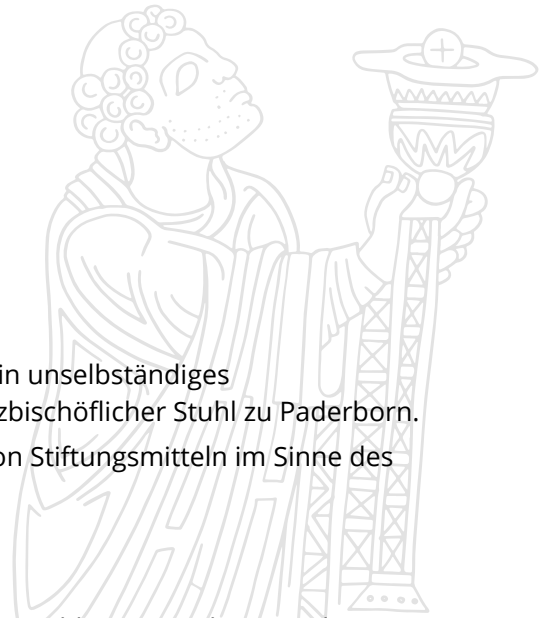 in unselbständiges
zbischöflicher Stuhl zu Paderborn.
on Stiftungsmitteln im Sinne des